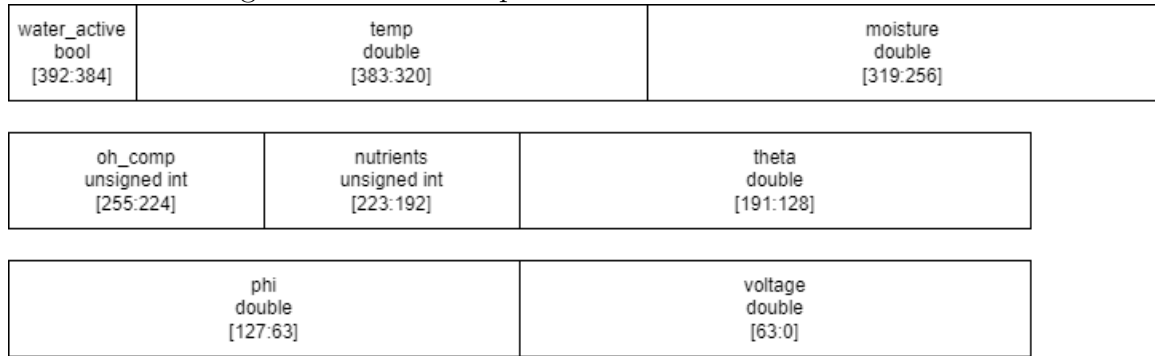 water_active
bool
[392:384]
temp
double
[383:320]
moisture
double
[319:256]
oh_comp
unsigned int
[255:224]
nutrients
unsigned int
[223:192]
theta
double
[191:128]
phi
double
[127:63]
voltage
double
[63:0]